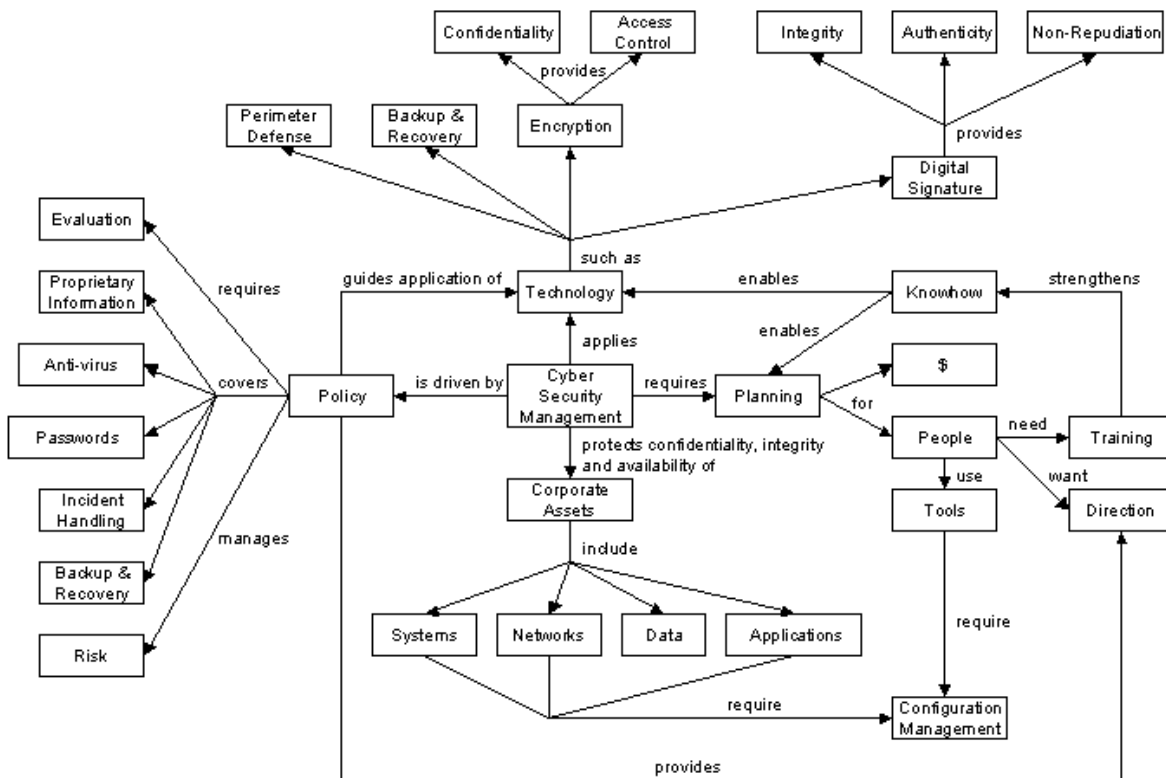 Confidentiality
Access
Control
Integrity
Authenticity
Non-Repudiation
provides
Perimeter
Defense
Backup &
Recovery
Encryption
provides
Digital
Signature
Evaluation
such as
guides application of
enables
strengthens
Proprietary
Information
requires
Technology
Knowhow
enables
applies
Anti-virus
covers
Policy
is driven by
Cyber
Security
Management
requires
Planning
$
for
Passwords
People
need
Training
protects confidentiality, integrity
and availability of
use
want
Incident
Handling
Corporate
Assets
Tools
Direction
manages
include
Backup &
Recovery
Systems
Networks
Data
Applications
require
Risk
require
Configuration
Management
provides